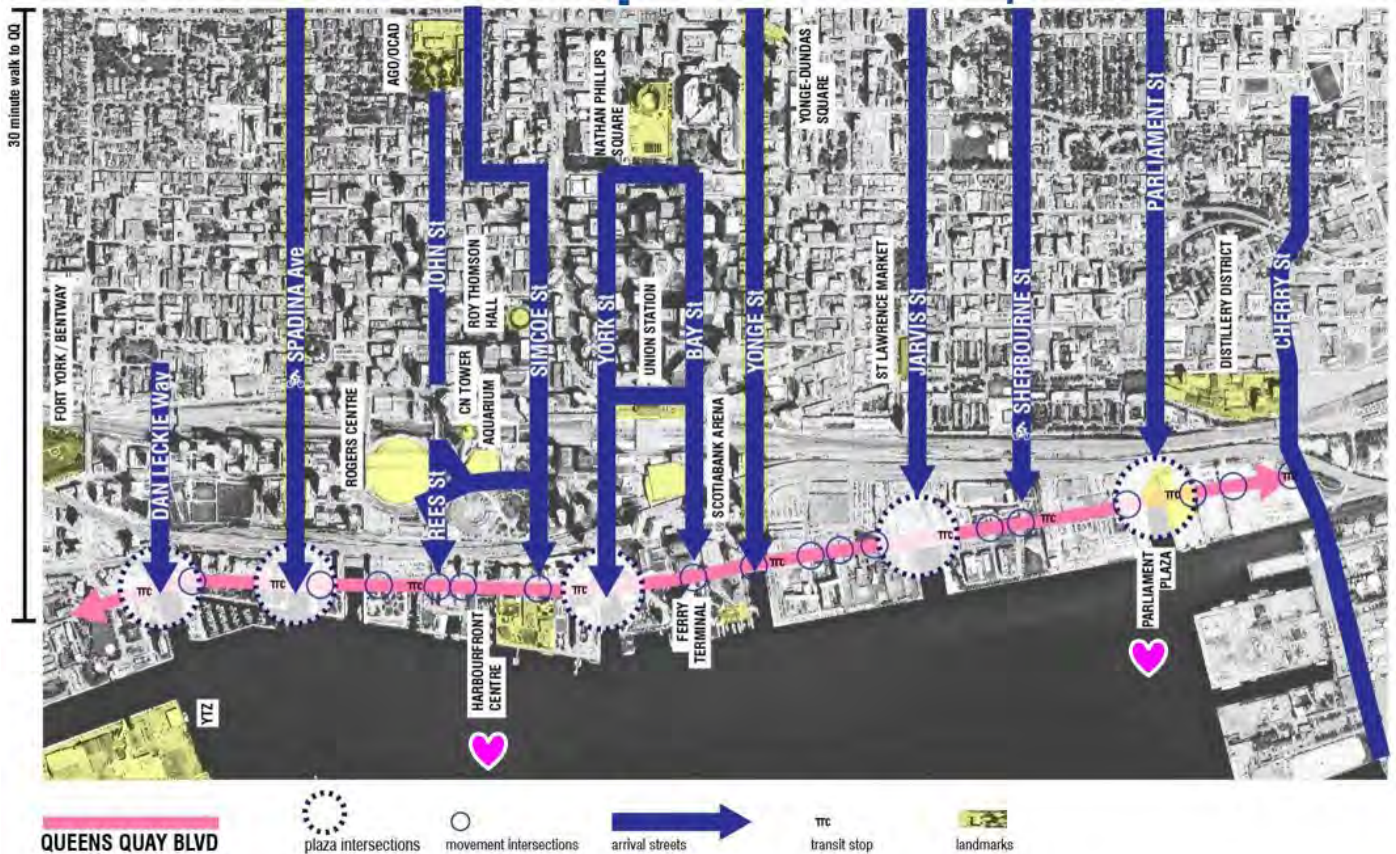 30 minute walk to QQ
FORT YORK / BENTWAY
DAN LECKIE Way
SPADINA Ave
ROGERS CENTRE
AGO/OCAD
JOHN St
REES St
CN TOWER
AQUARIUM
ROY THOMSON
HALL
SIMCOE St
NATHAN PHILLIPS
SQUARE
YORK St
UNION STATION
BAY St
SCOTIABANK ARENA
YONGE St
YONGE-DUNDAS
SQUARE
ST LAWRENCE MARKET
JARVIS St
SHERBOURNE St
PARLIAMENT St
DISTILLERY DISTRICT
CHERRY St
TTC
TTC
TTC
TTC
TTC
TTC
TTC
TTC
TTC
HARBOURFRONT
CENTRE
FERRY
TERMINAL
PARLIAMENT
PLAZA
YTZ
QUEENS QUAY BLVD
plaza intersections
movement intersections
arrival streets
TTC
transit stop
landmarks